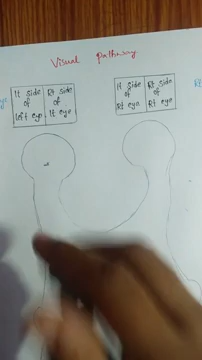 Visual pathway
lt side of left eye
Rt side of lt eye
lt side of Rt eye
Rt side of Rt eye